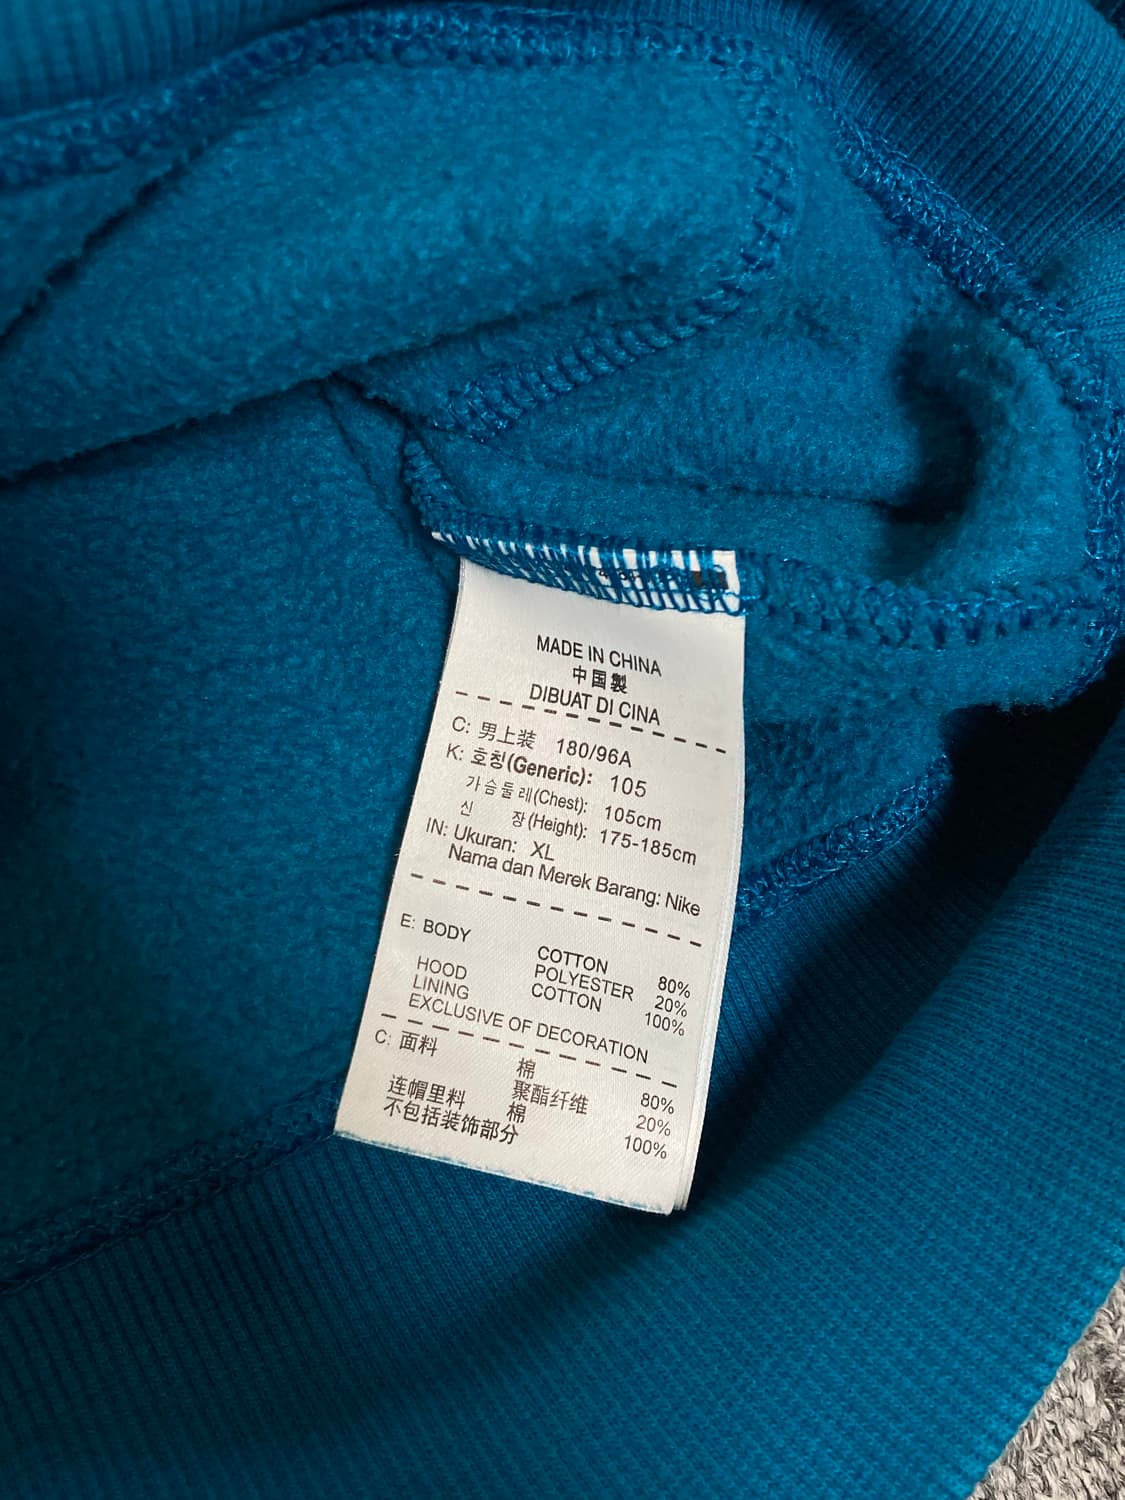 MADE IN CHINA
中国製
DIBUAT DI CINA
C: 男上装 180/96A
K: 호칭(Generic): 105
가슴둘레(Chest): 105cm
신 장(Height): 175-185cm
IN: Ukuran: XL
Nama dan Merek Barang: Nike
E: BODY COTTON 80%
POLYESTER 20%
HOOD LINING COTTON 100%
EXCLUSIVE OF DECORATION
C: 面料 棉 80%
聚酯纤维 20%
连帽里料 棉 100%
不包括装饰部分